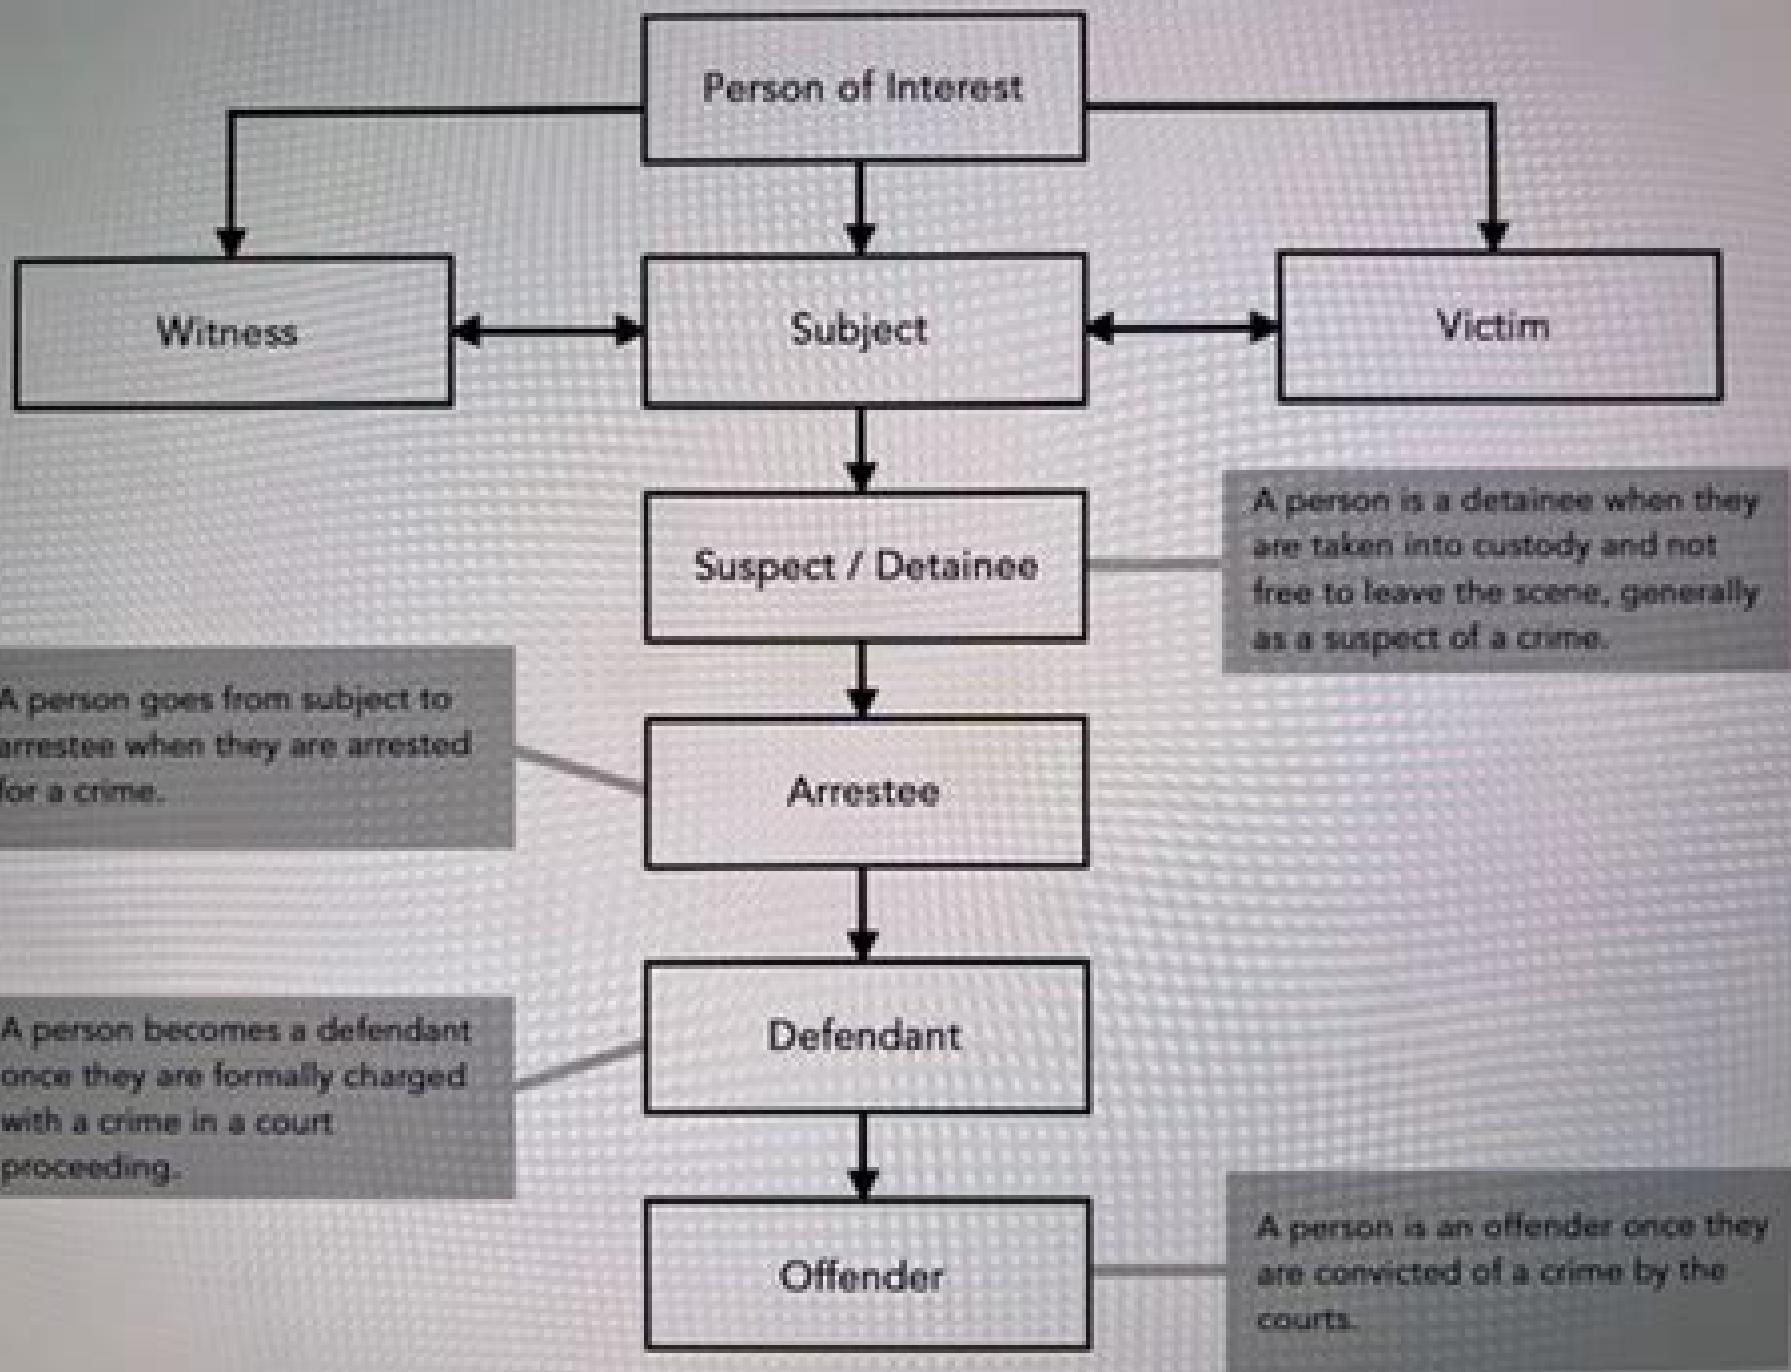 Person of Interest
Witness
Subject
Victim
Suspect / Detainee
A person is a detainee when they
are taken into custody and not
free to leave the scene, generally
as a suspect of a crime.
A person goes from subject to
arrestee when they are arrested
for a crime.
Arrestee
A person becomes a defendant
once they are formally charged
with a crime in a court
proceeding.
Defendant
Offender
A person is an offender once they
are convicted of a crime by the
courts.